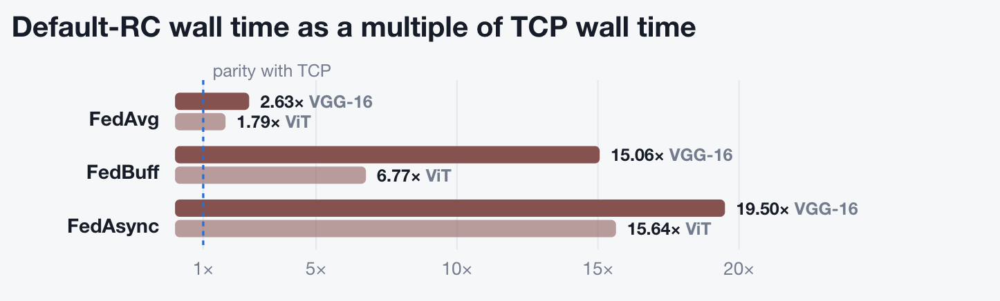 Default-RC wall time as a multiple of TCP wall time
parity with TCP
2.63× VGG-16
FedAvg
1.79× ViT
15.06× VGG-16
FedBuff
6.77× ViT
19.50× VGG-16
FedAsync
15.64× ViT
1× 5× 10× 15× 20×